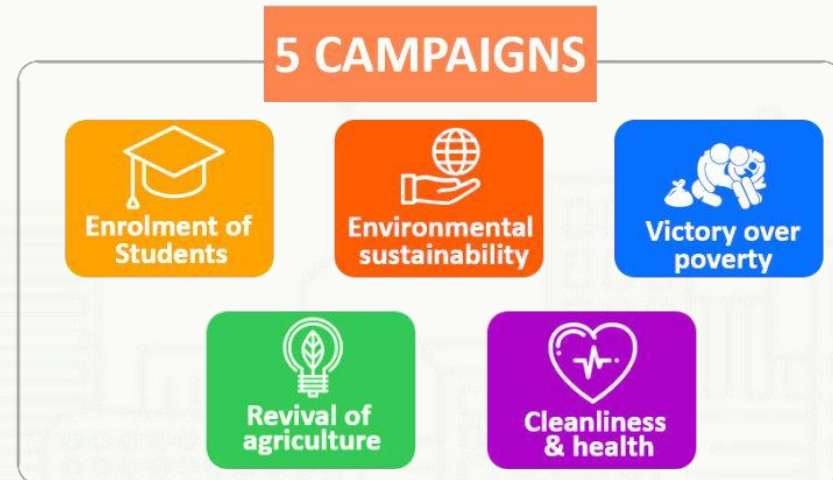 5 CAMPAIGNS
Enrolment of
Students
Environmental
sustainability
Victory over
poverty
Revival of
agriculture
Cleanliness
& health